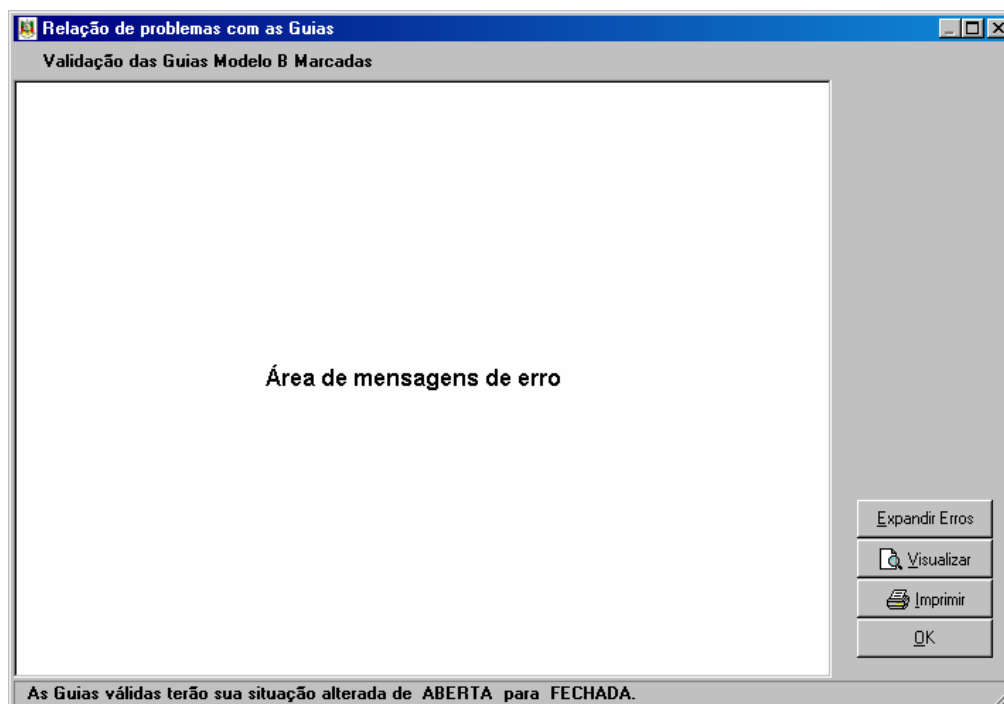 Relação de problemas com as Guias
Validação das Guias Modelo B Marcadas
Área de mensagens de erro
Expandir Erros
Visualizar
Imprimir
OK
As Guias válidas terão sua situação alterada de ABERTA para FECHADA.